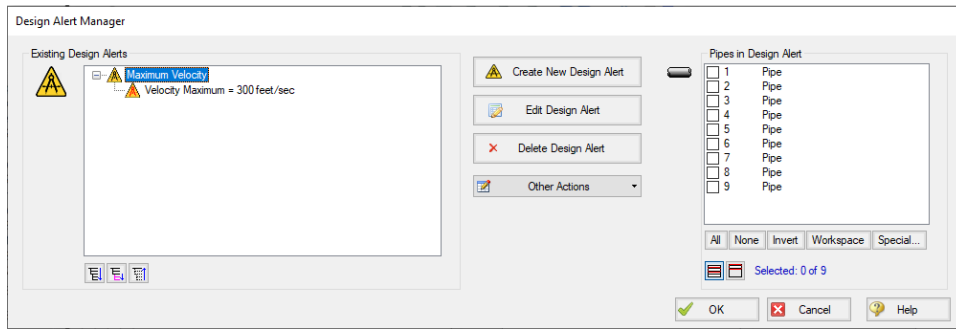 Design Alert Manager
Existing Design Alerts
Maximum Velocity
Velocity Maximum = 300 feet/sec
Create New Design Alert
Edit Design Alert
Delete Design Alert
Other Actions
Pipes in Design Alert
1 Pipe
2 Pipe
3 Pipe
4 Pipe
5 Pipe
6 Pipe
7 Pipe
8 Pipe
9 Pipe
All None Invert Workspace Special...
Selected: 0 of 9
OK Cancel Help